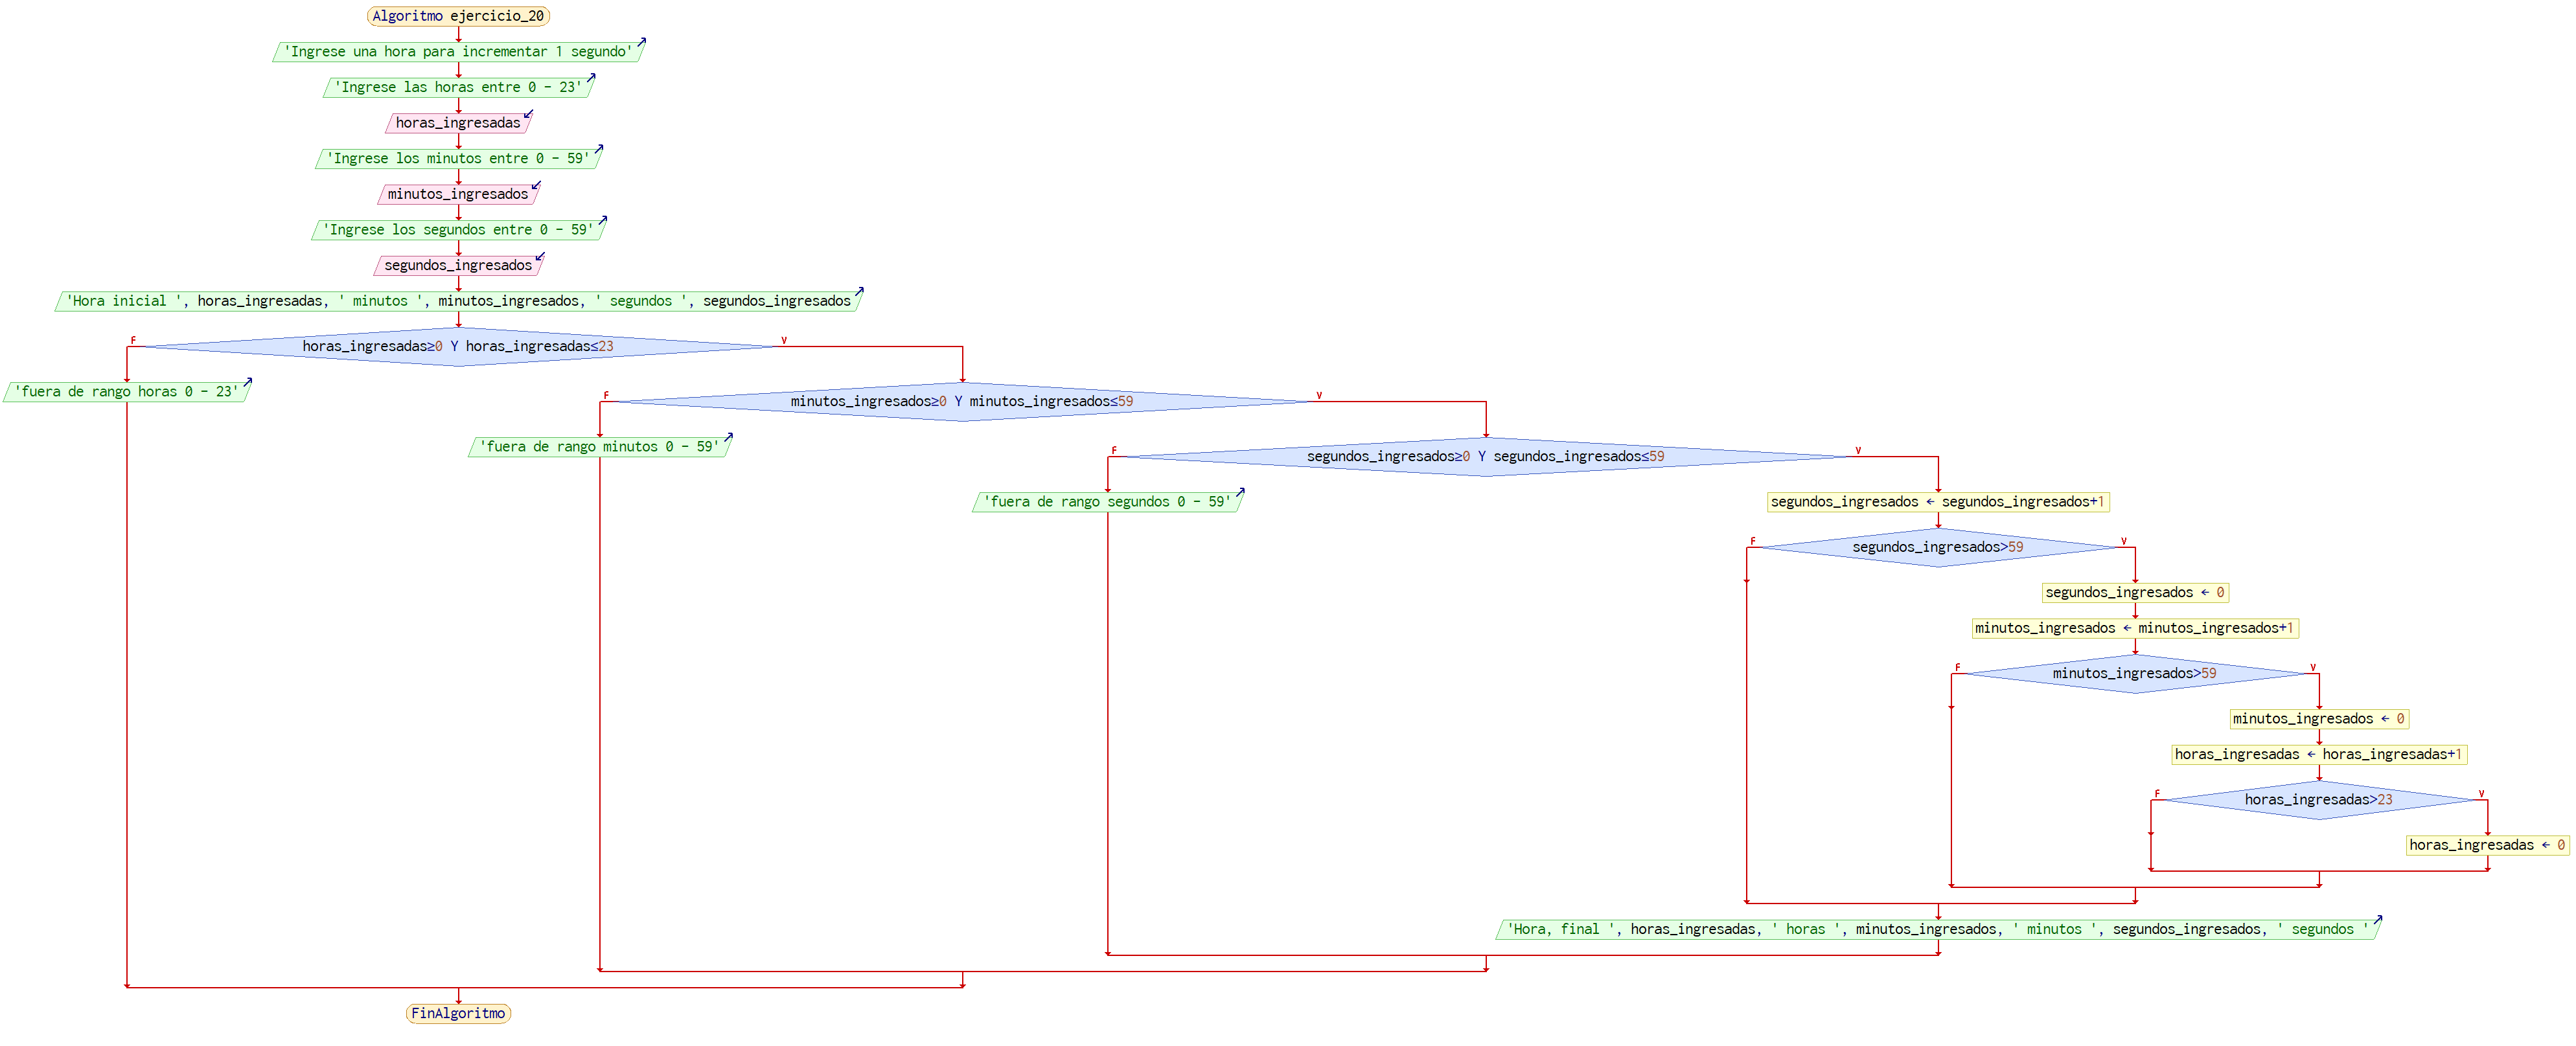 Algoritmo ejercicio_20
'Ingrese una hora para incrementar 1 segundo'
'Ingrese las horas entre 0 - 23'
horas_ingresadas
'Ingrese los minutos entre 0 - 59'
minutos_ingresados
'Ingrese los segundos entre 0 - 59'
segundos_ingresados
'Hora inicial ', horas_ingresadas, ' minutos ', minutos_ingresados, ' segundos ', segundos_ingresados
F
horas_ingresadas≥0 Y horas_ingresadas≤23
V
'fuera de rango horas 0 - 23'
F
minutos_ingresados≥0 Y minutos_ingresados≤59
V
'fuera de rango minutos 0 - 59'
F
segundos_ingresados≥0 Y segundos_ingresados≤59
V
'fuera de rango segundos 0 - 59'
segundos_ingresados ← segundos_ingresados+1
F
segundos_ingresados>59
V
segundos_ingresados ← 0
minutos_ingresados ← minutos_ingresados+1
F
minutos_ingresados>59
V
minutos_ingresados ← 0
horas_ingresadas ← horas_ingresadas+1
F
horas_ingresadas>23
V
horas_ingresadas ← 0
'Hora, final ', horas_ingresadas, ' horas ', minutos_ingresados, ' minutos ', segundos_ingresados, ' segundos '
FinAlgoritmo